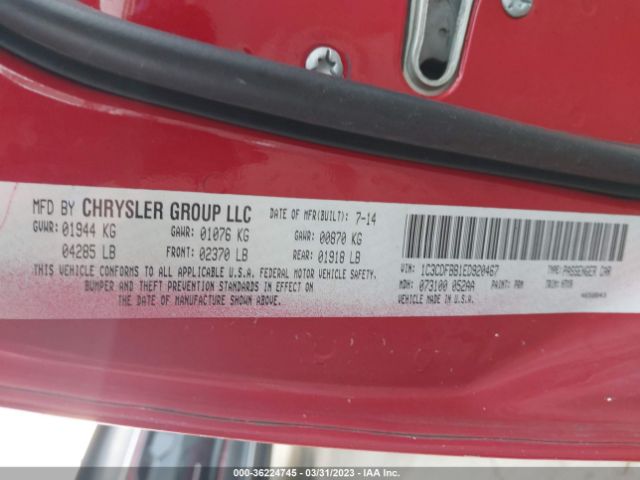 MFD BY CHRYSLER GROUP LLC DATE OF MFR(BUILT): 7-14
GVWR: 01944 KG GAWR: 01076 KG GAWR: 00870 KG
04285 LB FRONT: 02370 LB REAR: 01918 LB
THIS VEHICLE CONFORMS TO ALL APPLICABLE U.S.A. FEDERAL MOTOR VEHICLE SAFETY,
BUMPER AND THEFT PREVENTION STANDARDS IN EFFECT ON
THE DATE OF MANUFACTURE SHOWN ABOVE.
VIN: 1C3CDFBB1ED920467 TYPE: PASSENGER CAR
MDH: 073100 052AA PAINT: PRM TRIM:
VEHICLE MADE IN U.S.A.
000-36224745 - 03/31/2023 - IAA Inc.